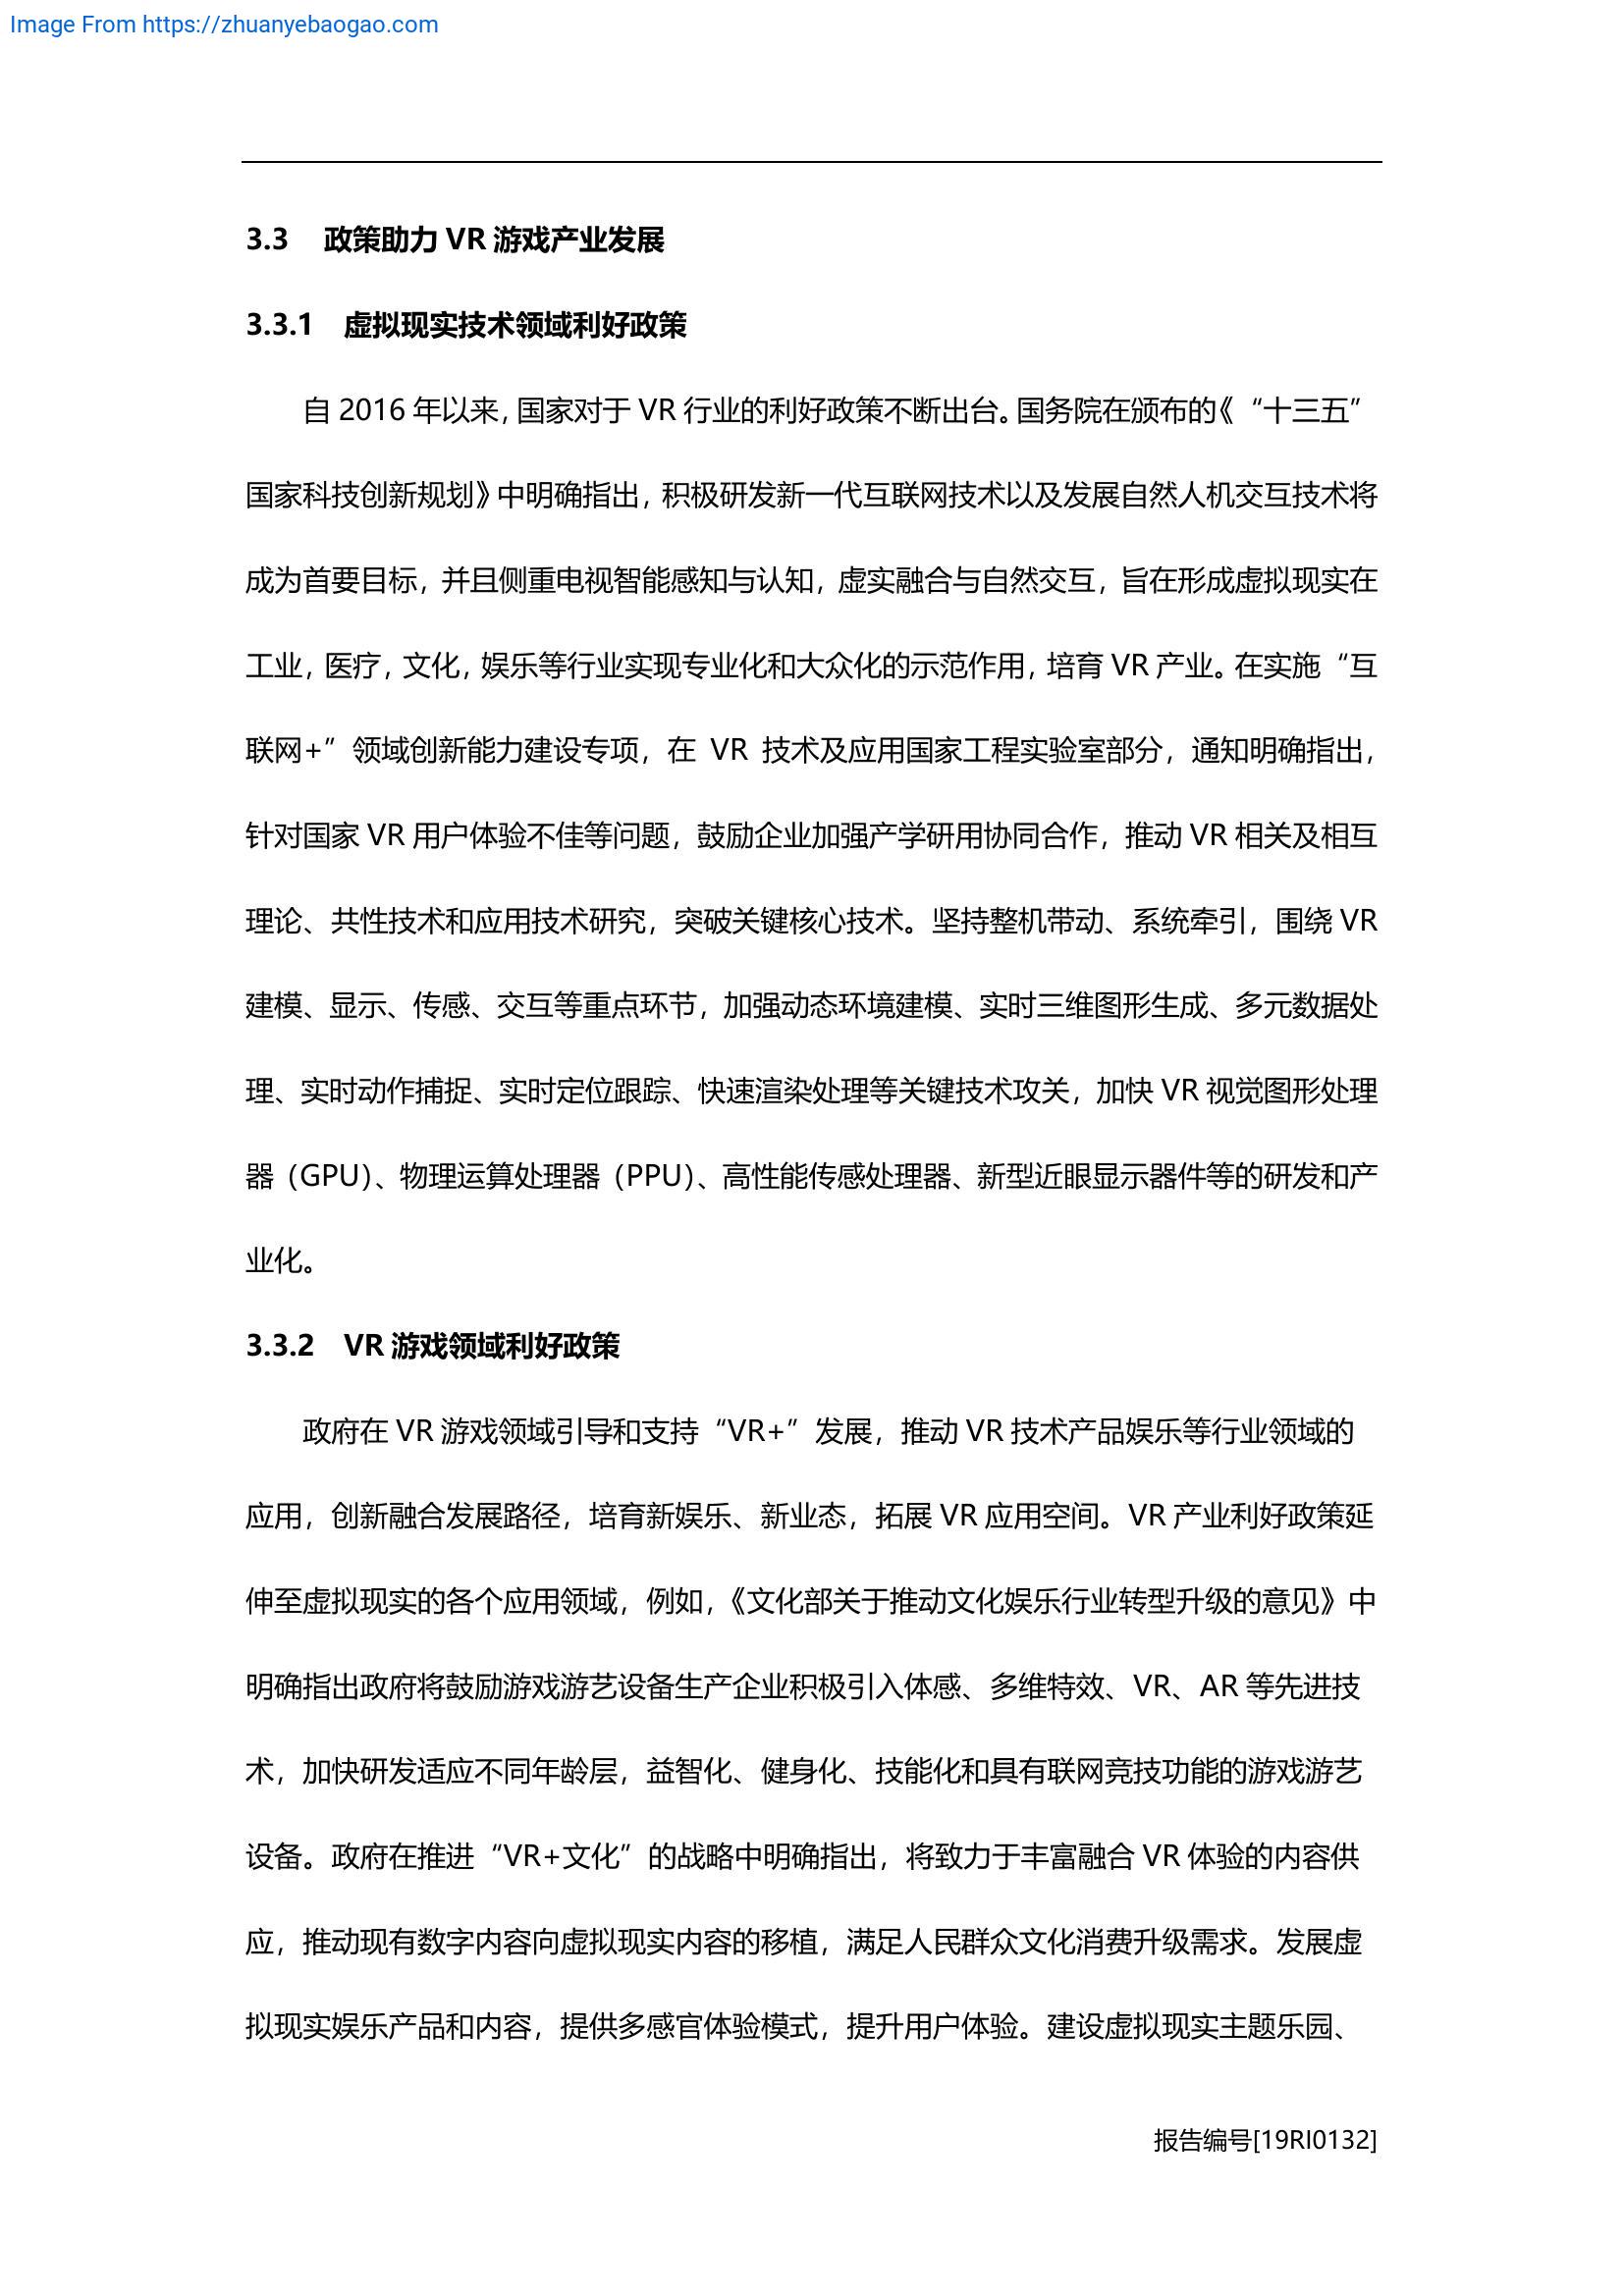 Image From https://zhuanyebaogao.com
3.3 政策助力 VR 游戏产业发展
3.3.1 虚拟现实技术领域利好政策
自 2016 年以来，国家对于 VR 行业的利好政策不断出台。国务院在颁布的《“十三五”
国家科技创新规划》中明确指出，积极研发新一代互联网技术以及发展自然人机交互技术将
成为首要目标，并且侧重电视智能感知与认知，虚实融合与自然交互，旨在形成虚拟现实在
工业，医疗，文化，娱乐等行业实现专业化和大众化的示范作用，培育 VR 产业。在实施“互
联网+”领域创新能力建设专项，在 VR 技术及应用国家工程实验室部分，通知明确指出，
针对国家 VR 用户体验不佳等问题，鼓励企业加强产学研用协同合作，推动 VR 相关及相互
理论、共性技术和应用技术研究，突破关键核心技术。坚持整机带动、系统牵引，围绕 VR
建模、显示、传感、交互等重点环节，加强动态环境建模、实时三维图形生成、多元数据处
理、实时动作捕捉、实时定位跟踪、快速渲染处理等关键技术攻关，加快 VR 视觉图形处理
器（GPU）、物理运算处理器（PPU）、高性能传感处理器、新型近眼显示器件等的研发和产
业化。
3.3.2 VR 游戏领域利好政策
政府在 VR 游戏领域引导和支持“VR+”发展，推动 VR 技术产品娱乐等行业领域的
应用，创新融合发展路径，培育新娱乐、新业态，拓展 VR 应用空间。VR 产业利好政策延
伸至虚拟现实的各个应用领域，例如，《文化部关于推动文化娱乐行业转型升级的意见》中
明确指出政府将鼓励游戏游艺设备生产企业积极引入体感、多维特效、VR、AR 等先进技
术，加快研发适应不同年龄层，益智化、健身化、技能化和具有联网竞技功能的游戏游艺
设备。政府在推进“VR+文化”的战略中明确指出，将致力于丰富融合 VR 体验的内容供
应，推动现有数字内容向虚拟现实内容的移植，满足人民群众文化消费升级需求。发展虚
拟现实娱乐产品和内容，提供多感官体验模式，提升用户体验。建设虚拟现实主题乐园、
报告编号[19RI0132]